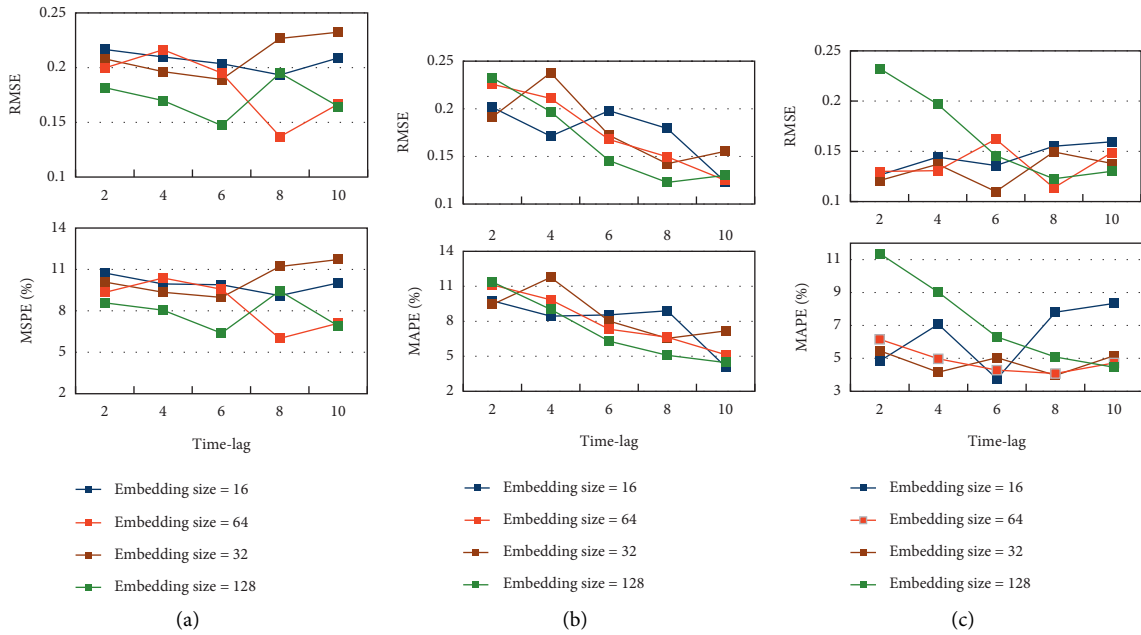 0.25
0.2
0.15
0.1
RMSE
2 4 6 8 10
14
11
8
5
2
MSPE (%)
2 4 6 8 10
Time-lag
Embedding size = 16
Embedding size = 64
Embedding size = 32
Embedding size = 128
(a)
0.25
0.2
0.15
0.1
RMSE
2 4 6 8 10
14
11
8
5
2
MAPE (%)
2 4 6 8 10
Time-lag
Embedding size = 16
Embedding size = 64
Embedding size = 32
Embedding size = 128
(b)
0.25
0.2
0.15
0.1
RMSE
2 4 6 8 10
11
9
7
5
3
MAPE (%)
2 4 6 8 10
Time-lag
Embedding size = 16
Embedding size = 64
Embedding size = 32
Embedding size = 128
(c)